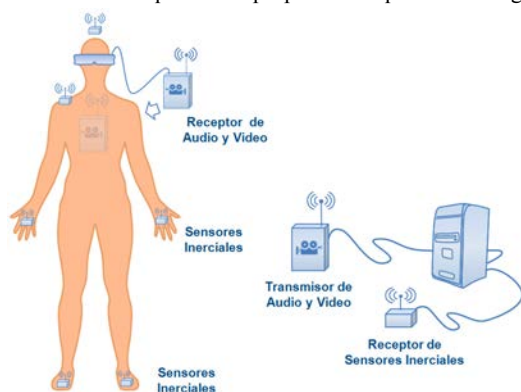 Receptor de
Audio y Video
Sensores
Inerciales
Transmisor de
Audio y Video
Receptor de
Sensores Inerciales
Sensores
Inerciales